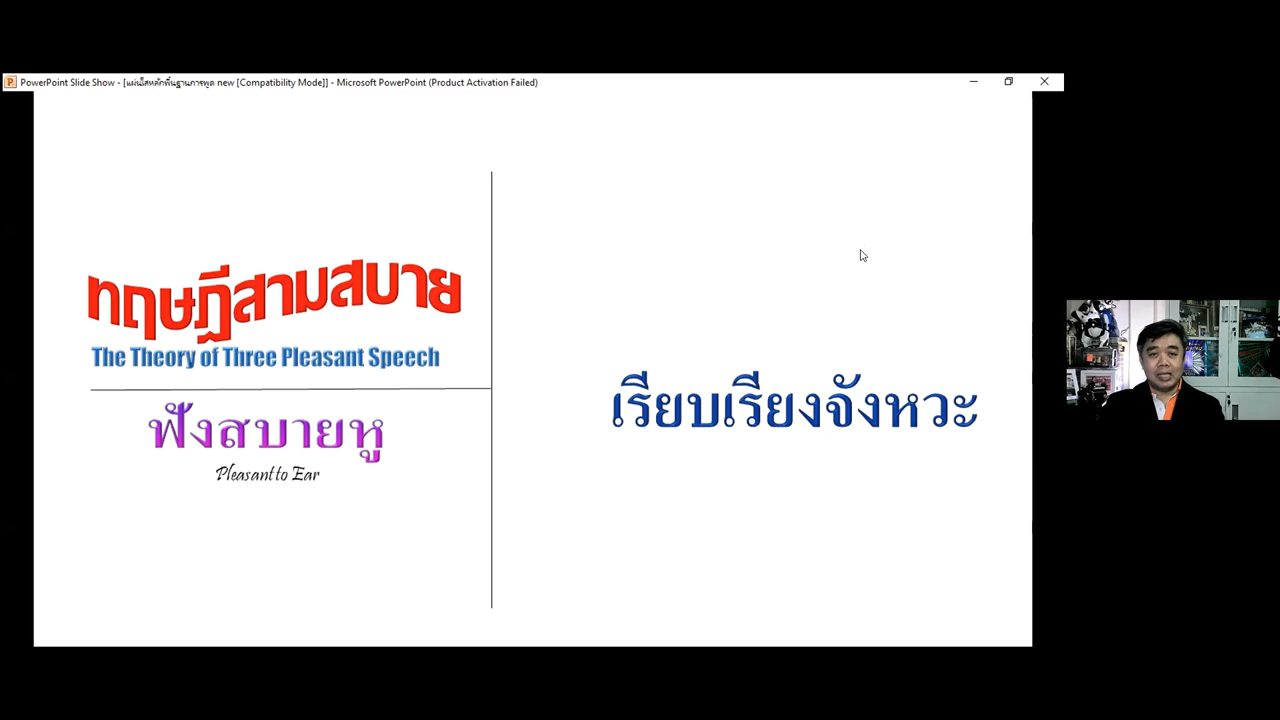 PowerPoint Slide Show - [แผ่นใสหลักพื้นฐานการพูด new [Compatibility Mode]] - Microsoft PowerPoint (Product Activation Failed)
ทฤษฎีสามสบาย
The Theory of Three Pleasant Speech
ฟังสบายหู
Pleasant to Ear
เรียบเรียงจังหวะ